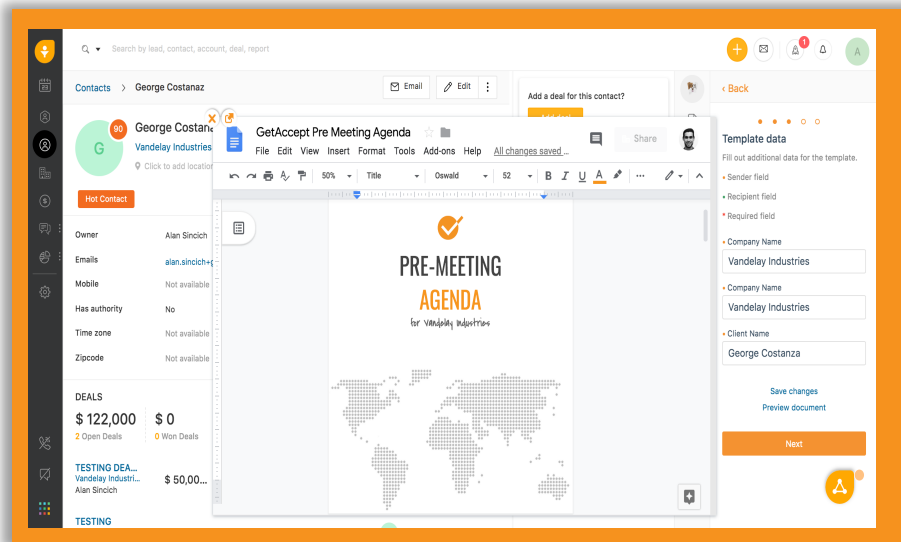 Search by lead, contact, account, deal, report
1
A
Contacts > George Costanaz
Email
Edit
Add a deal for this contact?
Add deal
‹ Back
90
G
George Costan
Vandelay Industries
Click to add location
Hot Contact
Owner
Alan Sincich
Emails
alan.sincich+g
Mobile
Not available
Has authority
No
Time zone
Not available
Zipcode
Not available
DEALS
$ 122,000
2 Open Deals
$ 0
0 Won Deals
TESTING DEA...
Vandelay Industri...
Alan Sincich
$ 50,00...
TESTING
GetAccept Pre Meeting Agenda
File Edit View Insert Format Tools Add-ons Help All changes saved ...
Share
50% Title Oswald 52 B I U A
PRE-MEETING
AGENDA
for Vandelay Industries
Template data
Fill out additional data for the template.
• Sender field
• Recipient field
* Required field
• Company Name
Vandelay Industries
• Company Name
Vandelay Industries
• Client Name
George Costanza
Save changes
Preview document
Next